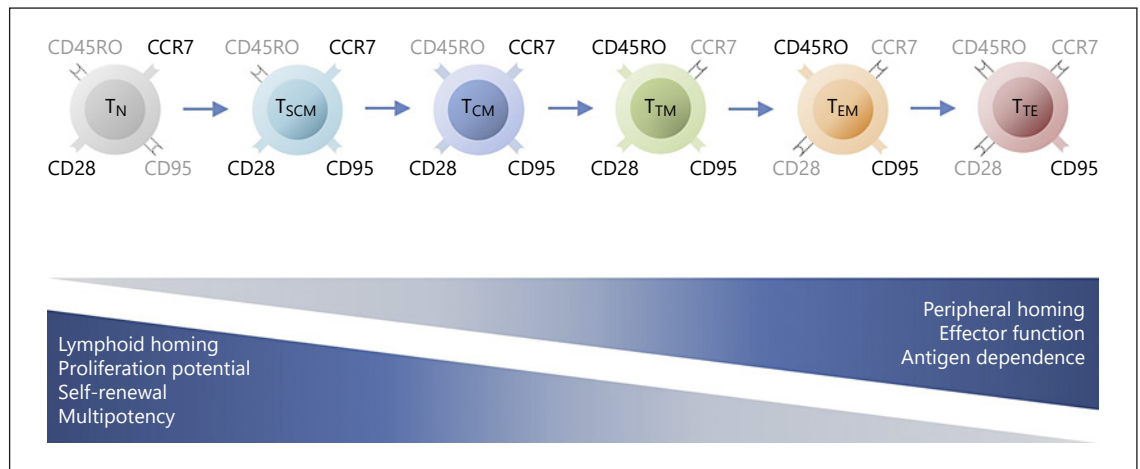 CD45RO CCR7 CD45RO CCR7 CD45RO CCR7 CD45RO CCR7 CD45RO CCR7 CD45RO CCR7
TN TSCM TCM TTM TEM TTE
CD28 CD95 CD28 CD95 CD28 CD95 CD28 CD95 CD28 CD95 CD28 CD95
Peripheral homing
Effector function
Antigen dependence
Lymphoid homing
Proliferation potential
Self-renewal
Multipotency